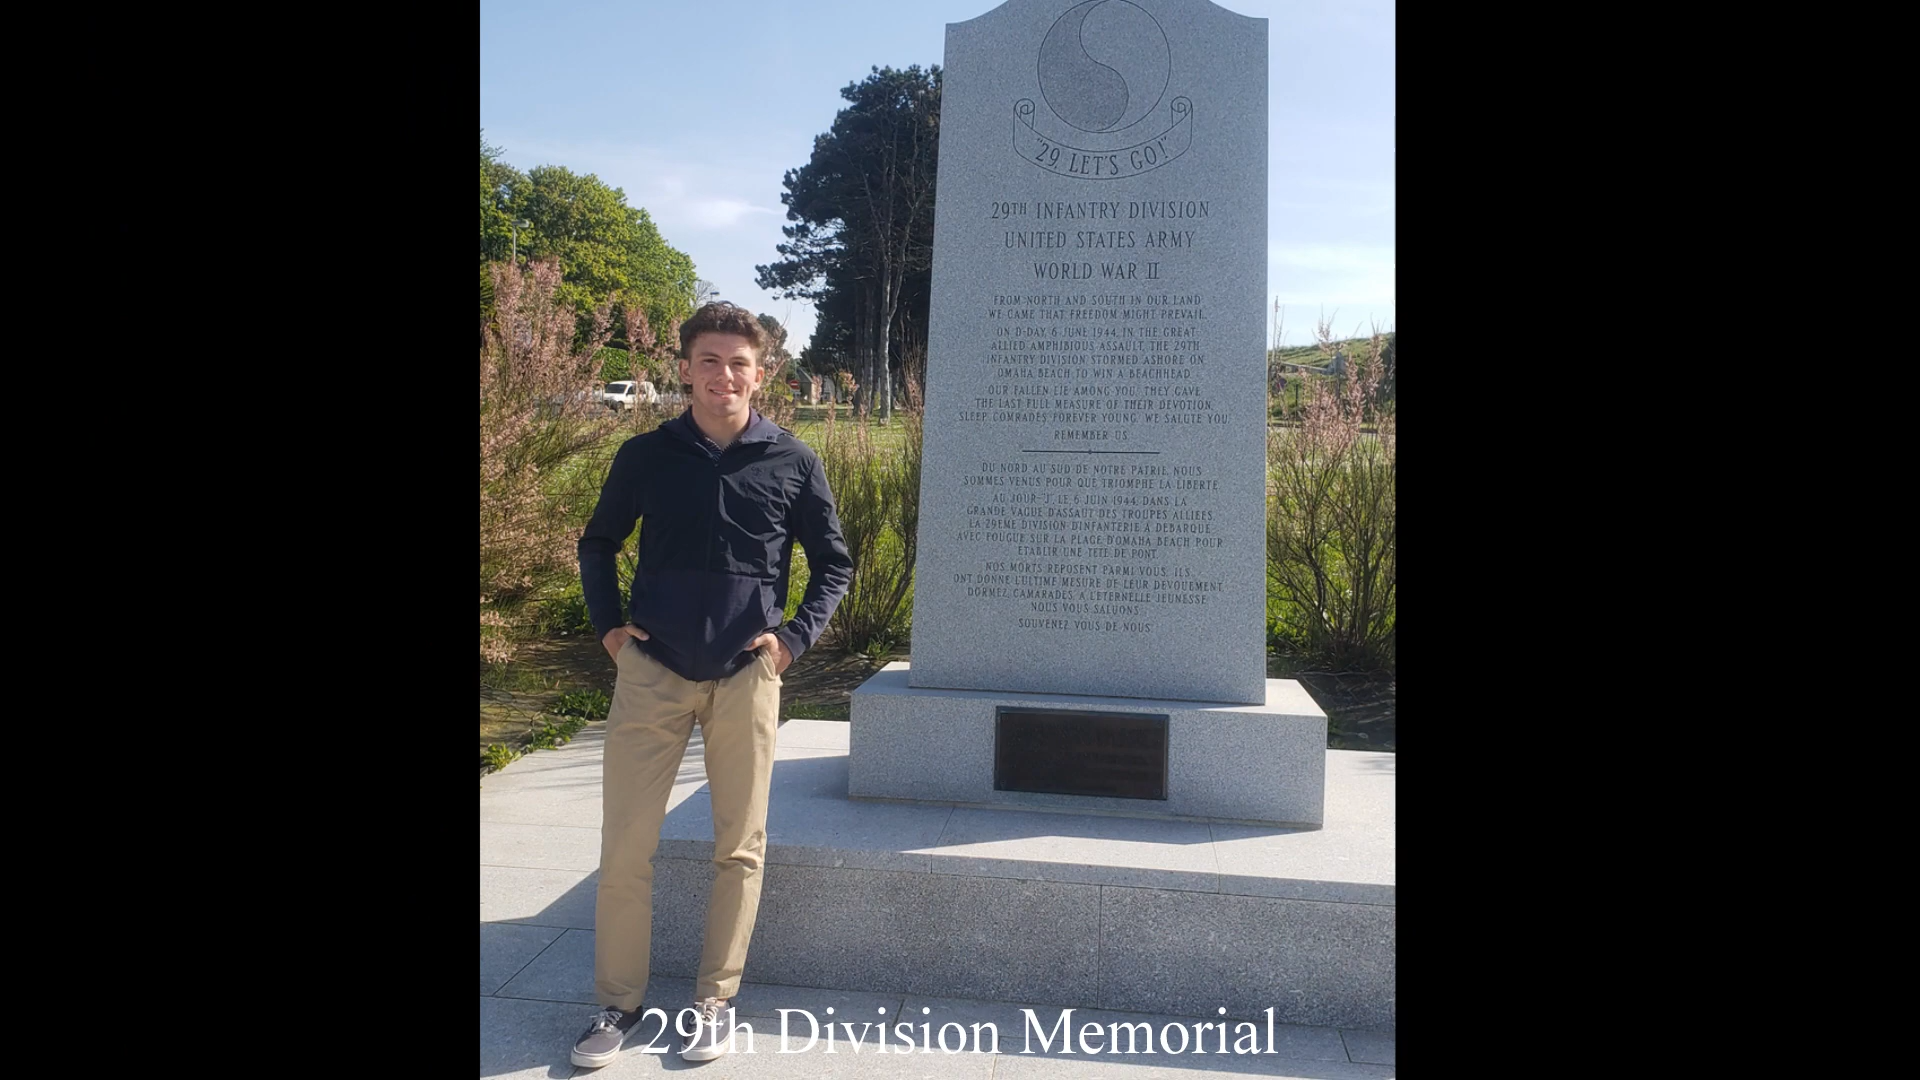 "29, LET'S GO!"
29TH INFANTRY DIVISION
UNITED STATES ARMY
WORLD WAR II
FROM NORTH AND SOUTH IN OUR LAND
WE CAME THAT FREEDOM MIGHT PREVAIL.
ON D-DAY, 6 JUNE 1944, IN THE GREAT
ALLIED AMPHIBIOUS ASSAULT, THE 29TH
INFANTRY DIVISION STORMED ASHORE ON
OMAHA BEACH TO WIN A BEACHHEAD.
OUR FALLEN LIE AMONG YOU. THEY GAVE
THE LAST FULL MEASURE OF THEIR DEVOTION.
SLEEP, COMRADES, FOREVER YOUNG. WE SALUTE YOU.
REMEMBER US.
DU NORD AU SUD DE NOTRE PATRIE, NOUS
SOMMES VENUS POUR QUE TRIOMPHE LA LIBERTE.
AU JOUR "J", LE 6 JUIN 1944, DANS LA
GRANDE VAGUE D'ASSAUT DES TROUPES ALLIEES,
LA 29EME DIVISION D'INFANTERIE A DEBARQUE
AVEC FOUGUE SUR LA PLAGE D'OMAHA BEACH POUR
ETABLIR UNE TETE DE PONT.
NOS MORTS REPOSENT PARMI VOUS. ILS
ONT DONNE L'ULTIME MESURE DE LEUR DEVOUEMENT.
DORMEZ, CAMARADES, A L'ETERNELLE JEUNESSE.
NOUS VOUS SALUONS.
SOUVENEZ VOUS DE NOUS.
29th Division Memorial